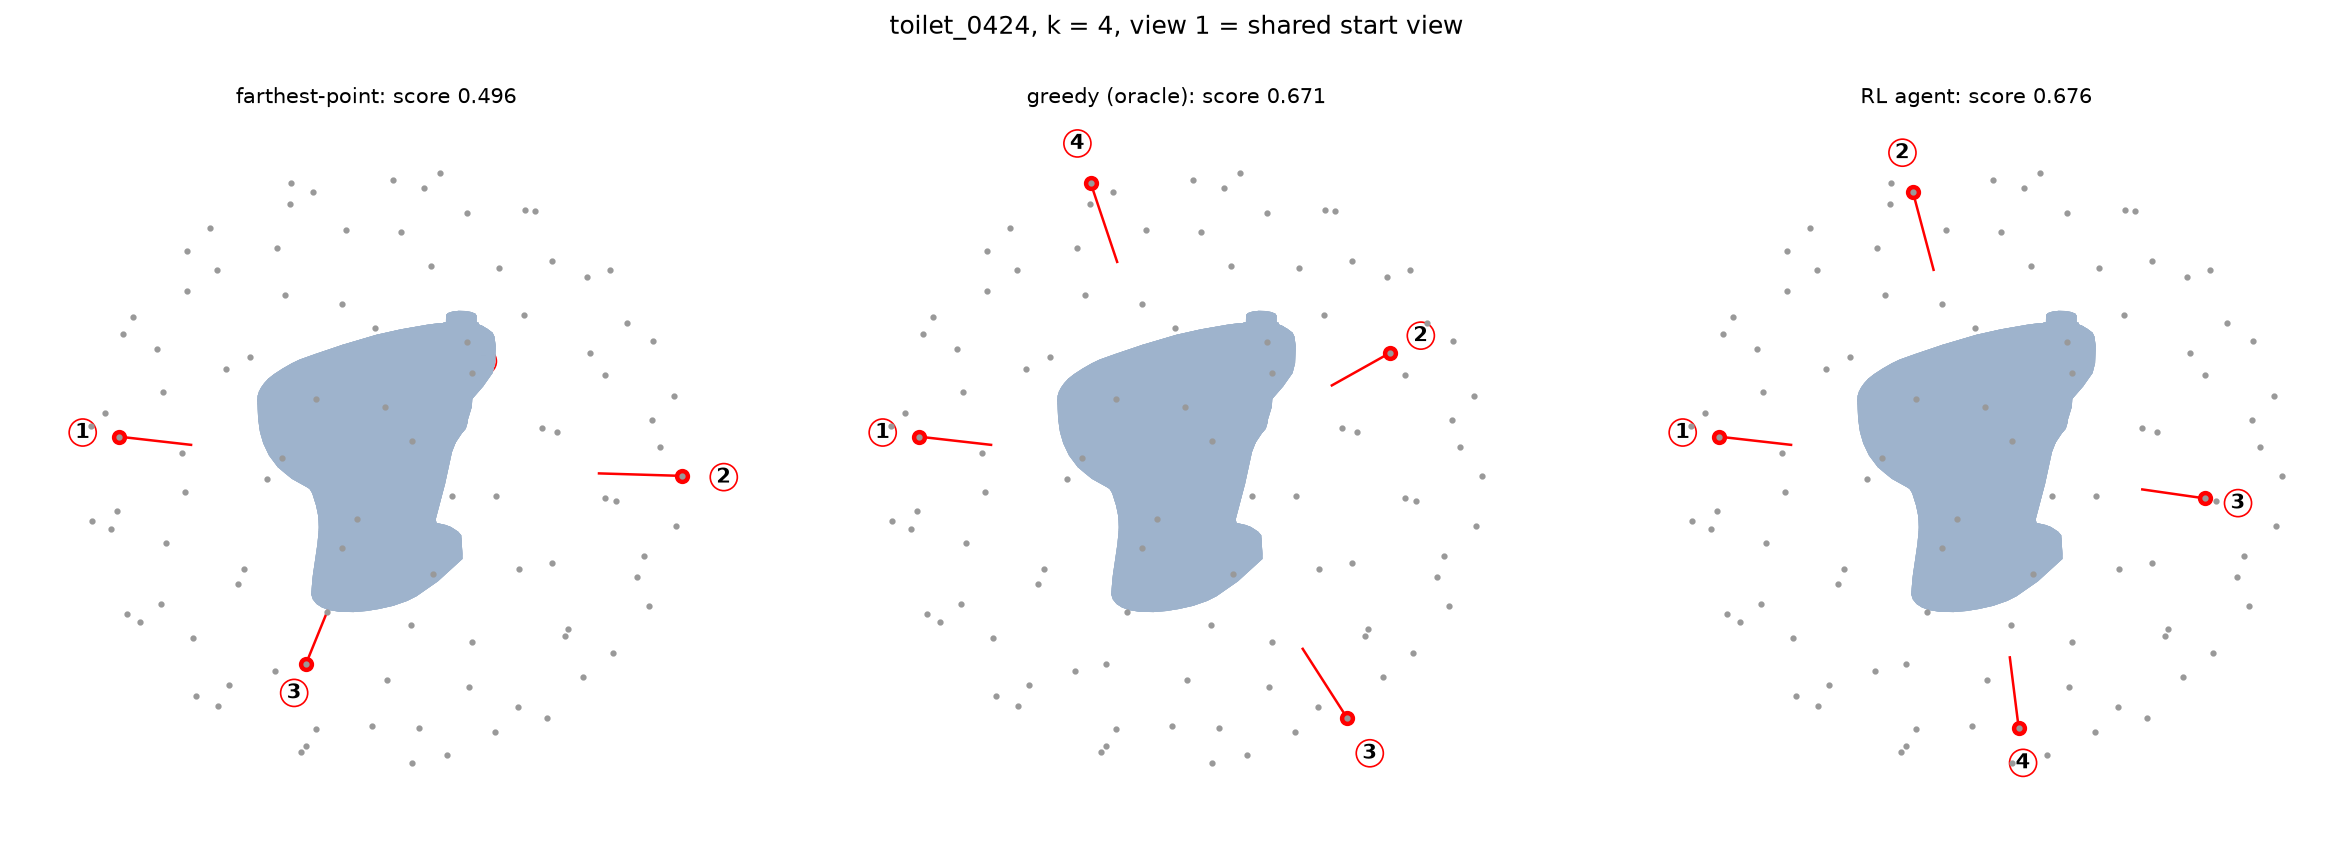 toilet_0424, k = 4, view 1 = shared start view
farthest-point: score 0.496
greedy (oracle): score 0.671
RL agent: score 0.676
1
2
3
4
1
2
3
2
1
3
4